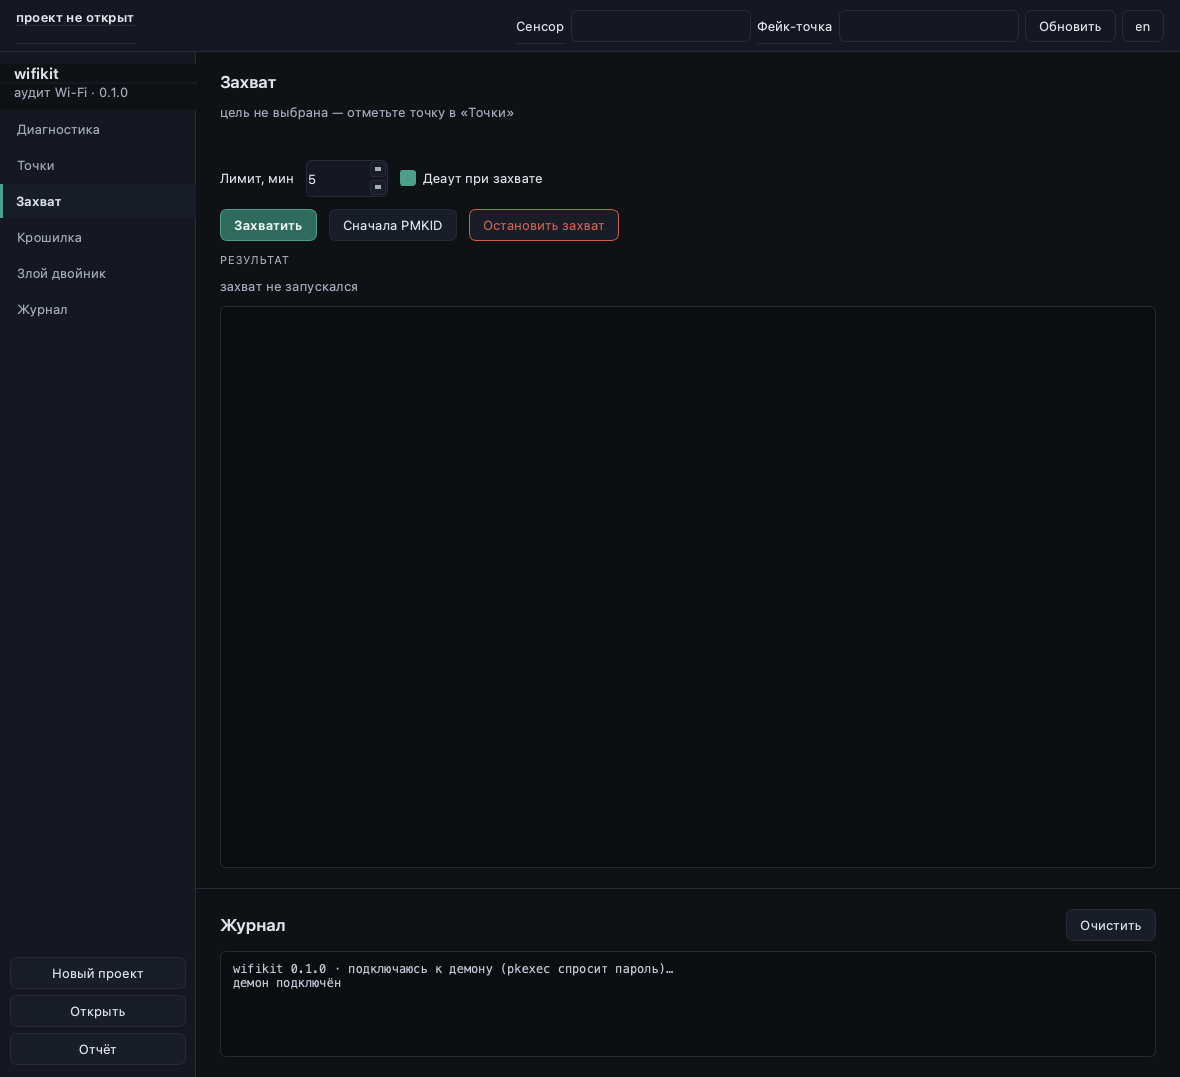 проект не открыт
Сенсор
Фейк-точка
Обновить
en
wifikit
аудит Wi-Fi · 0.1.0
Диагностика
Точки
Захват
Крошилка
Злой двойник
Журнал
Новый проект
Открыть
Отчёт
Захват
цель не выбрана — отметьте точку в «Точки»
Лимит, мин 5 Деаут при захвате
Захватить Сначала PMKID Остановить захват
РЕЗУЛЬТАТ
захват не запускался
Журнал
Очистить
wifikit 0.1.0 · подключаюсь к демону (pkexec спросит пароль)…
демон подключён